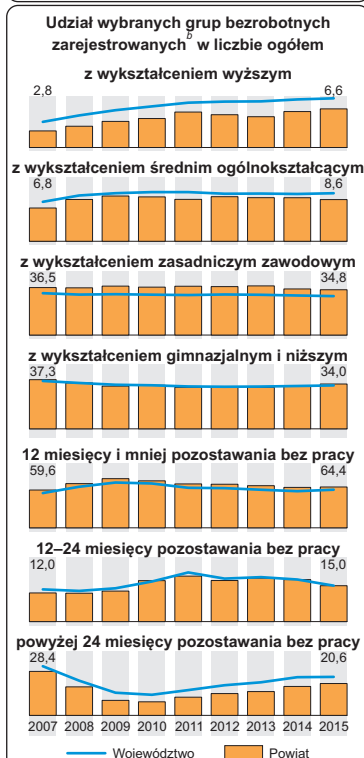 Udział wybranych grup bezrobotnych
zarejestrowanych b w liczbie ogółem
z wykształceniem wyższym
2,8 6,6
z wykształceniem średnim ogólnokształcącym
6,8 8,6
z wykształceniem zasadniczym zawodowym
36,5 34,8
z wykształceniem gimnazjalnym i niższym
37,3 34,0
12 miesięcy i mniej pozostawania bez pracy
59,6 64,4
12–24 miesięcy pozostawania bez pracy
12,0 15,0
powyżej 24 miesięcy pozostawania bez pracy
28,4 20,6
2007 2008 2009 2010 2011 2012 2013 2014 2015
Województwo Powiat